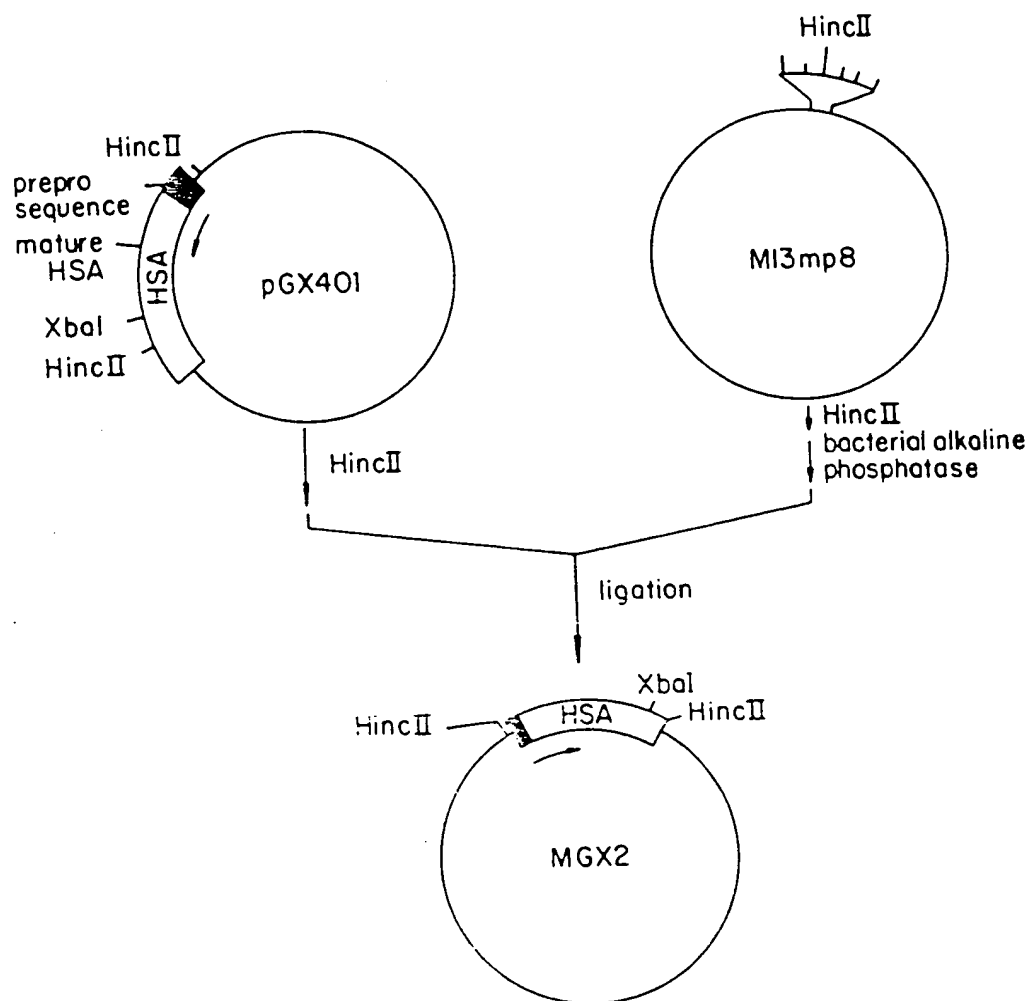 HincII
HincII
prepro
sequence
mature
HSA
XbaI
HincII
HSA
pGX401
M13mp8
HincII
HincII
bacterial alkaline
phosphatase
ligation
XbaI
HincII
HSA
HincII
MGX2